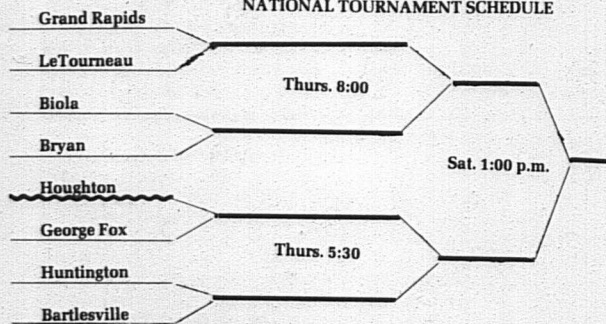 NATIONAL TOURNAMENT SCHEDULE
Grand Rapids
LeTourneau
Thurs. 8:00
Biola
Bryan
Sat. 1:00 p.m.
Houghton
George Fox
Thurs. 5:30
Huntington
Bartlesville